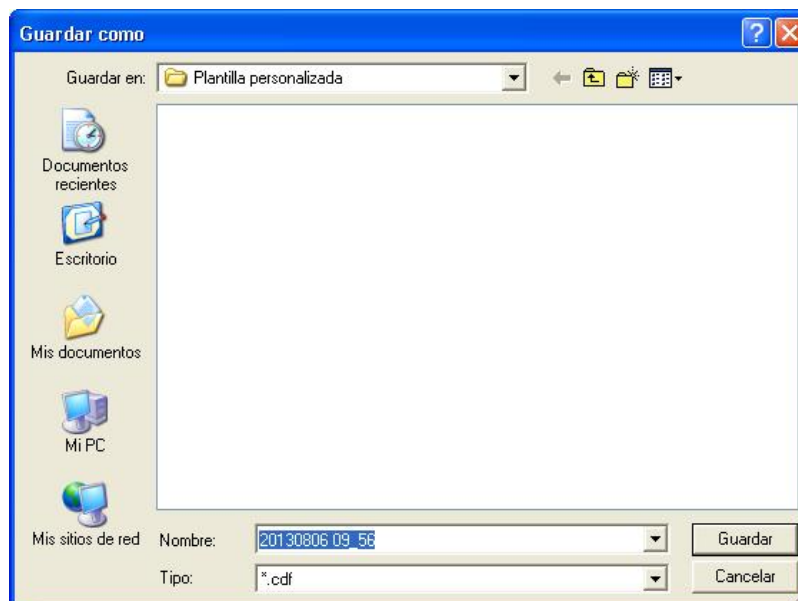 Guardar como
Guardar en:
Plantilla personalizada
Documentos
recientes
Escritorio
Mis documentos
Mi PC
Mis sitios de red
Nombre:
20130806 09_56
Guardar
Tipo:
*.cdf
Cancelar